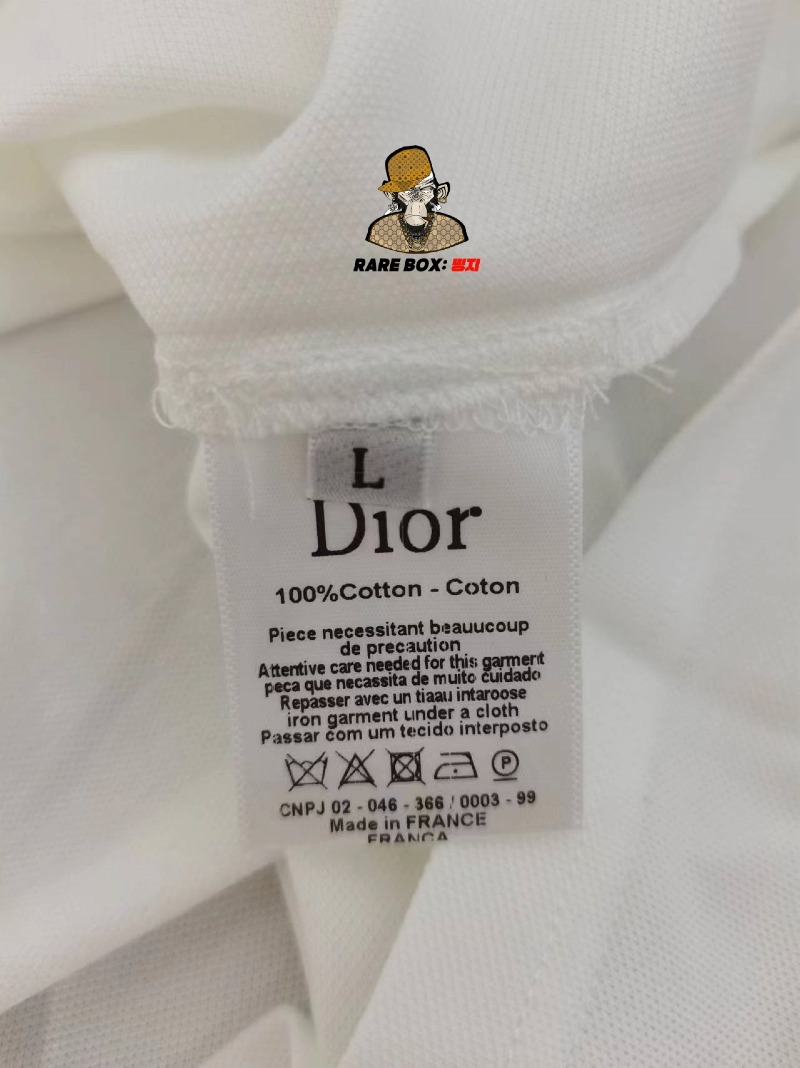 RARE BOX: 삥지
L
Dior
100%Cotton - Coton
Piece necessitant beauucoup
de precaution
Attentive care needed for this garment
peca que necassita de muito cuidado
Repasser avec un tiaau intaroose
iron garment under a cloth
Passar com um tecido interposto
P
CNPJ 02 - 046 - 366 / 0003 - 99
Made in FRANCE
FRANCA